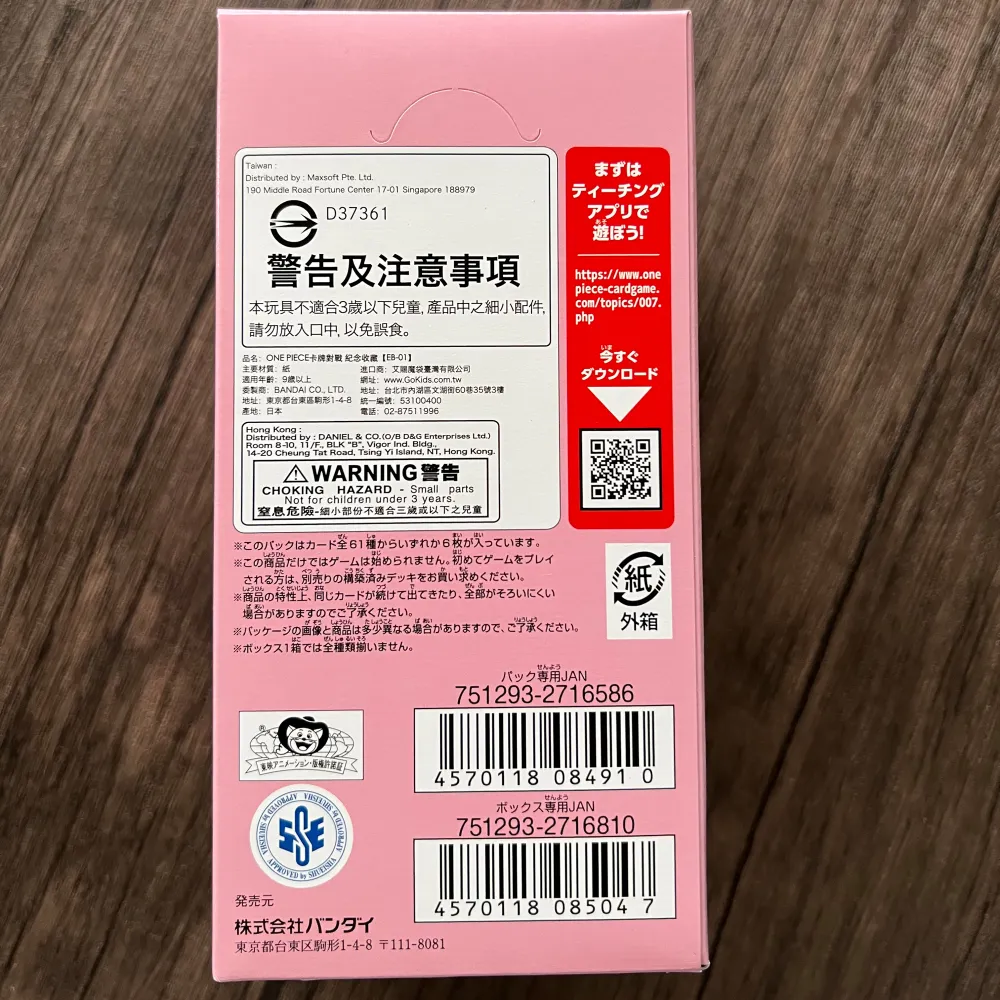 Taiwan :
Distributed by : Maxsoft Pte. Ltd.
190 Middle Road Fortune Center 17-01 Singapore 188979
D37361
警告及注意事項
本玩具不適合3歲以下兒童, 產品中之細小配件,
請勿放入口中, 以免誤食。
品名: ONE PIECE卡牌對戰 紀念收藏【EB-01】
主要材質: 紙
適用年齡: 9歲以上
委製商: BANDAI CO., LTD.
地址: 東京都台東區駒形1-4-8
產地: 日本
進口商: 艾賜魔袋臺灣有限公司
網址: www.GoKids.com.tw
地址: 台北市內湖區文湖街60巷35號3樓
統一編號: 53100400
電話: 02-87511996
Hong Kong :
Distributed by : DANIEL & CO.(O/B D&G Enterprises Ltd.)
Room 8-10, 11/F., BLK "B", Vigor Ind. Bldg.,
14-20 Cheung Tat Road, Tsing Yi Island, NT, Hong Kong.
WARNING 警告
CHOKING HAZARD - Small parts
Not for children under 3 years.
窒息危險-細小部份不適合三歲或以下之兒童
まずは
ティーチング
アプリで
遊ぼう!
https://www.one
piece-cardgame.
com/topics/007.
php
今すぐ
ダウンロード
※このパックはカード全61種からいずれか6枚が入っています。
※この商品だけではゲームは始められません。初めてゲームをプレイ
される方は、別売りの構築済みデッキをお買い求めください。
※商品の特性上、同じカードが続けて出てきたり、全部がそろいにくい
場合がありますのでご了承ください。
※パッケージの画像と商品は多少異なる場合がありますので、ご了承ください。
※ボックス1箱では全種類揃いません。
紙
外箱
パック専用JAN
751293-2716586
4570118 08491 0
ボックス専用JAN
751293-2716810
4570118 08504 7
東映アニメーション・版権許諾証
APPROVED by SHUEISHA
APPROVED by SHUEISHA
APPROVED by SHUEISHA
発売元
株式会社バンダイ
東京都台東区駒形1-4-8 〒111-8081